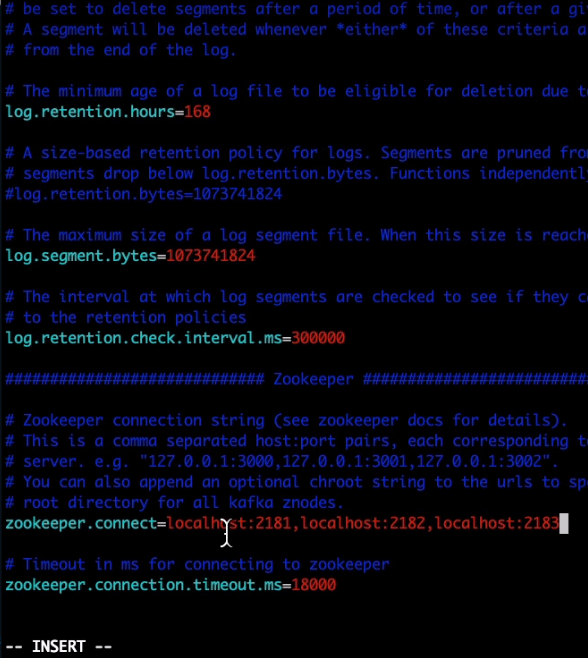 # be set to delete segments after a period of time, or after a gi
# A segment will be deleted whenever *either* of these criteria a
# from the end of the log.
# The minimum age of a log file to be eligible for deletion due t
log.retention.hours=168
# A size-based retention policy for logs. Segments are pruned fro
# segments drop below log.retention.bytes. Functions independently
#log.retention.bytes=1073741824
# The maximum size of a log segment file. When this size is reach
log.segment.bytes=1073741824
# The interval at which log segments are checked to see if they c
# to the retention policies
log.retention.check.interval.ms=300000
############################# Zookeeper #########################
# Zookeeper connection string (see zookeeper docs for details).
# This is a comma separated host:port pairs, each corresponding t
# server. e.g. "127.0.0.1:3000,127.0.0.1:3001,127.0.0.1:3002".
# You can also append an optional chroot string to the urls to sp
# root directory for all kafka znodes.
zookeeper.connect=localhost:2181,localhost:2182,localhost:2183
# Timeout in ms for connecting to zookeeper
zookeeper.connection.timeout.ms=18000
-- INSERT --